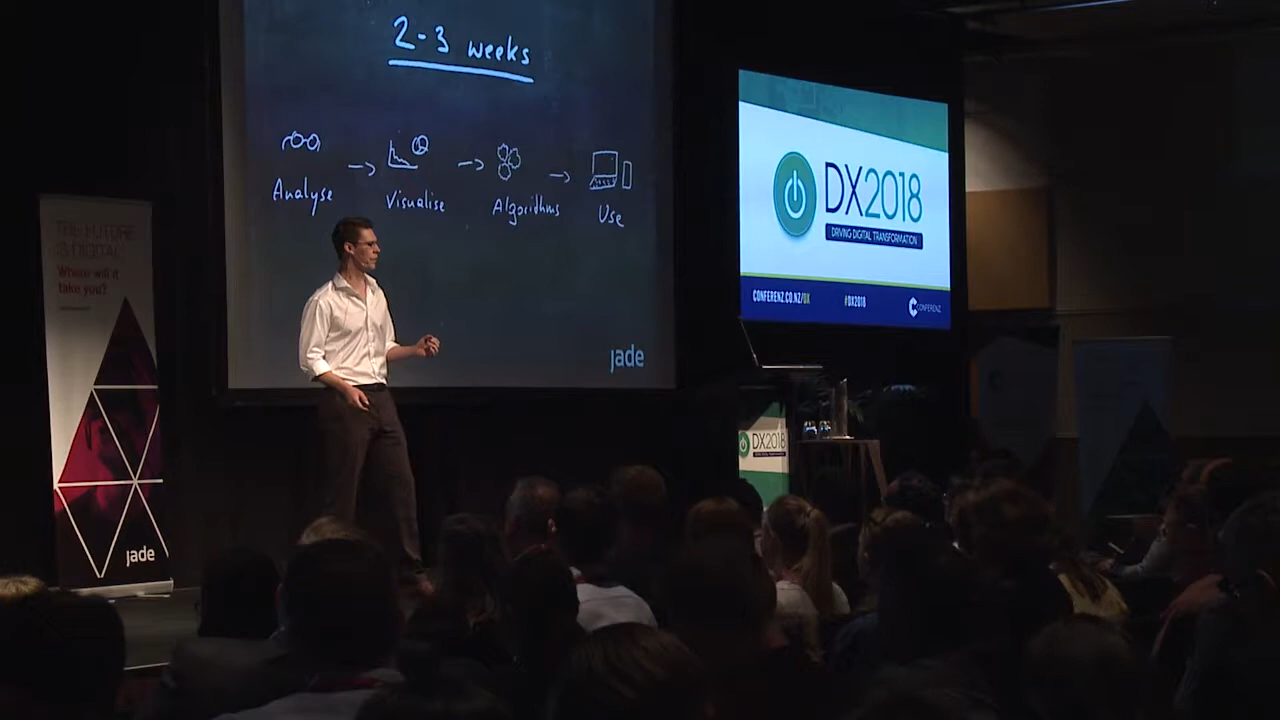 2-3 weeks
Analyse
Visualise
Algorithms
Use
jade
DX2018
DRIVING DIGITAL TRANSFORMATION
CONFERENZ.CO.NZ/DX
#DX2018
CONFERENZ
THE FUTURE
IS DIGITAL
Where will it
take you?
jade
DX2018